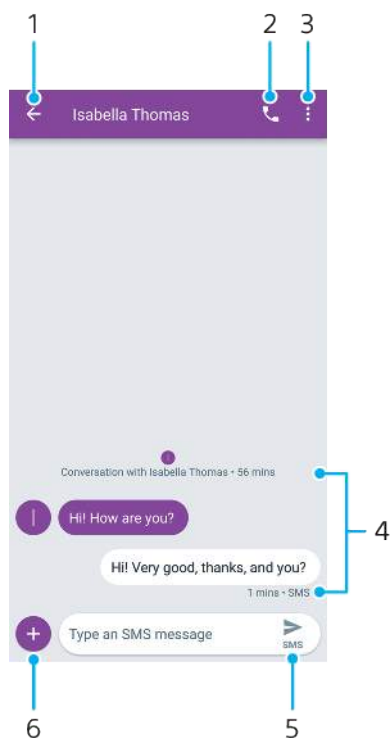 1 2 3
Isabella Thomas
Conversation with Isabella Thomas • 56 mins
Hi! How are you?
Hi! Very good, thanks, and you?
1 mins • SMS
4
Type an SMS message
SMS
6 5